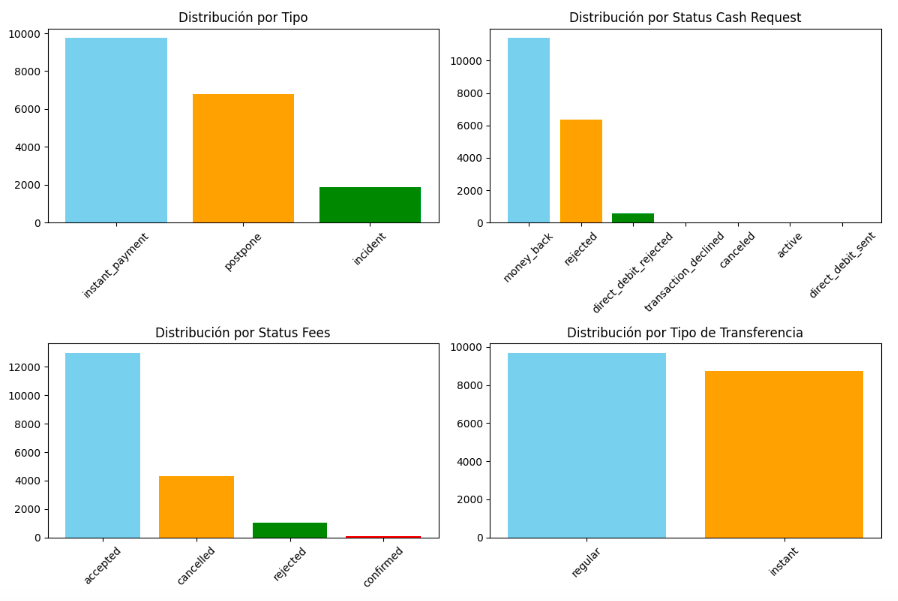 Distribución por Tipo
10000
8000
6000
4000
2000
0
instant_payment
postpone
incident
Distribución por Status Cash Request
10000
8000
6000
4000
2000
0
money_back
rejected
direct_debit_rejected
transaction_declined
canceled
active
direct_debit_sent
Distribución por Status Fees
12000
10000
8000
6000
4000
2000
0
accepted
cancelled
rejected
confirmed
Distribución por Tipo de Transferencia
10000
8000
6000
4000
2000
0
regular
instant